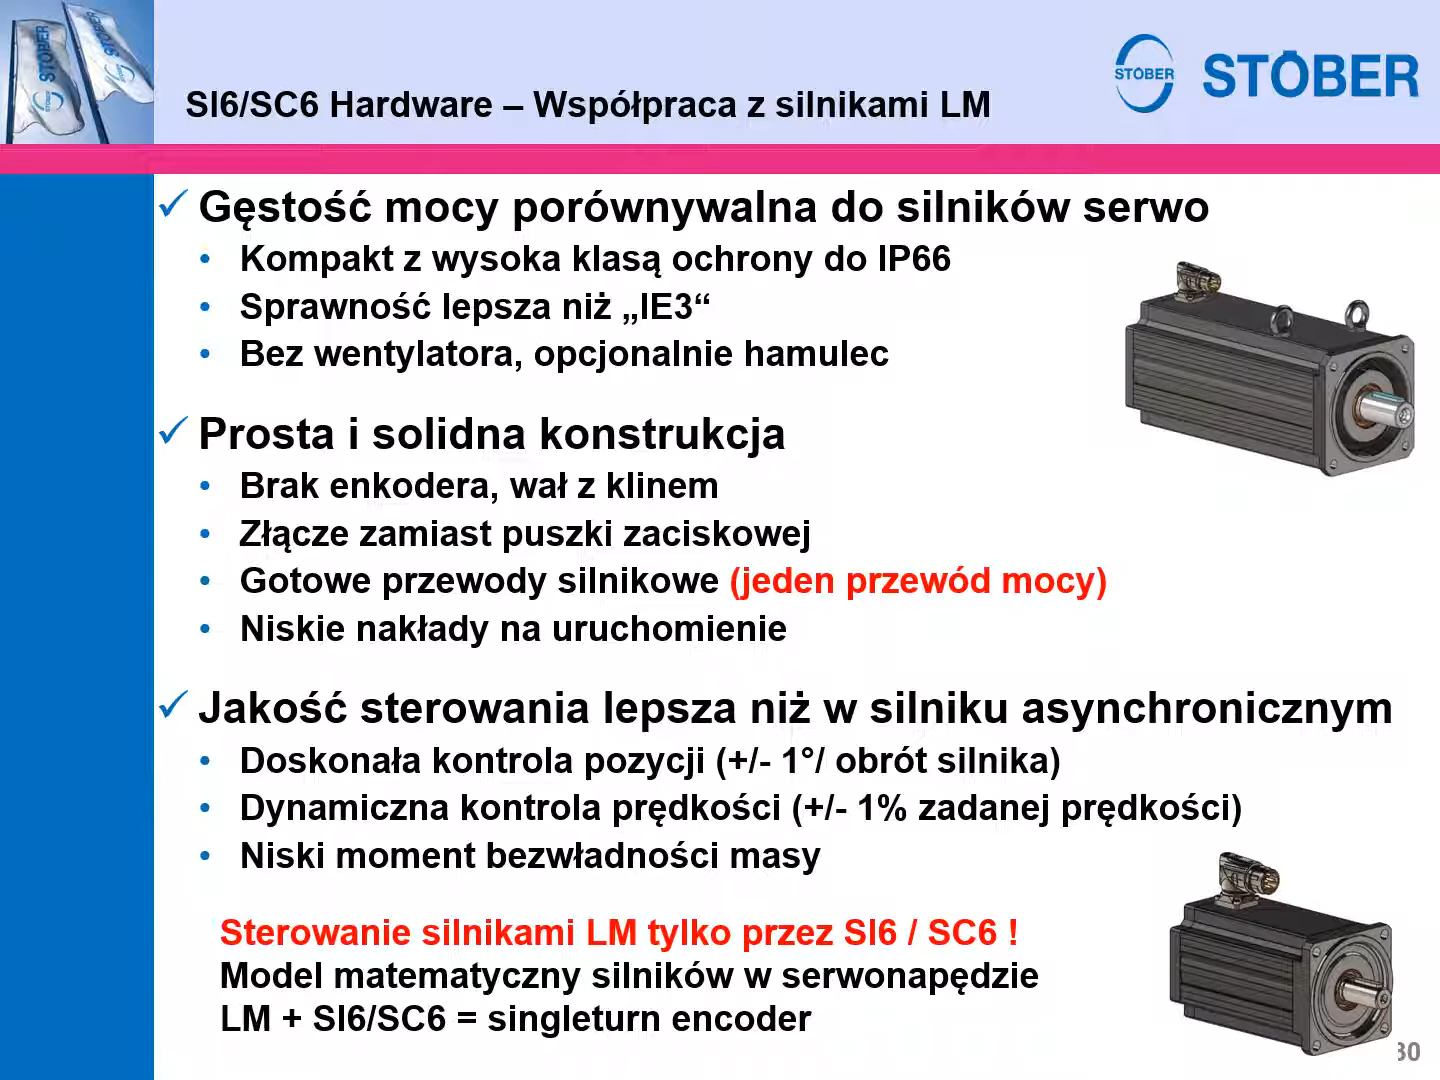 STÖBER
STÖBER
SI6/SC6 Hardware – Współpraca z silnikami LM
Gęstość mocy porównywalna do silników serwo
• Kompakt z wysoka klasą ochrony do IP66
• Sprawność lepsza niż „IE3“
• Bez wentylatora, opcjonalnie hamulec
Prosta i solidna konstrukcja
• Brak enkodera, wał z klinem
• Złącze zamiast puszki zaciskowej
• Gotowe przewody silnikowe (jeden przewód mocy)
• Niskie nakłady na uruchomienie
Jakość sterowania lepsza niż w silniku asynchronicznym
• Doskonała kontrola pozycji (+/- 1°/ obrót silnika)
• Dynamiczna kontrola prędkości (+/- 1% zadanej prędkości)
• Niski moment bezwładności masy
Sterowanie silnikami LM tylko przez SI6 / SC6 !
Model matematyczny silników w serwonapędzie
LM + SI6/SC6 = singleturn encoder
30